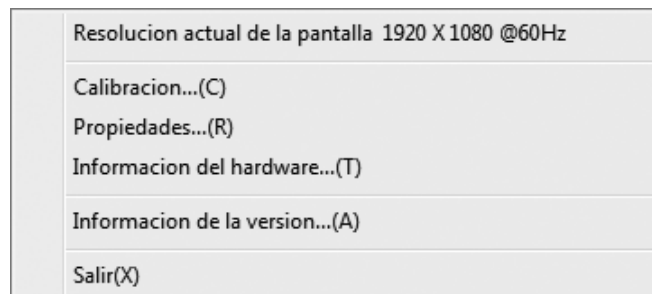 Resolucion actual de la pantalla 1920 X 1080 @60Hz
Calibracion...(C)
Propiedades...(R)
Informacion del hardware...(T)
Informacion de la version...(A)
Salir(X)